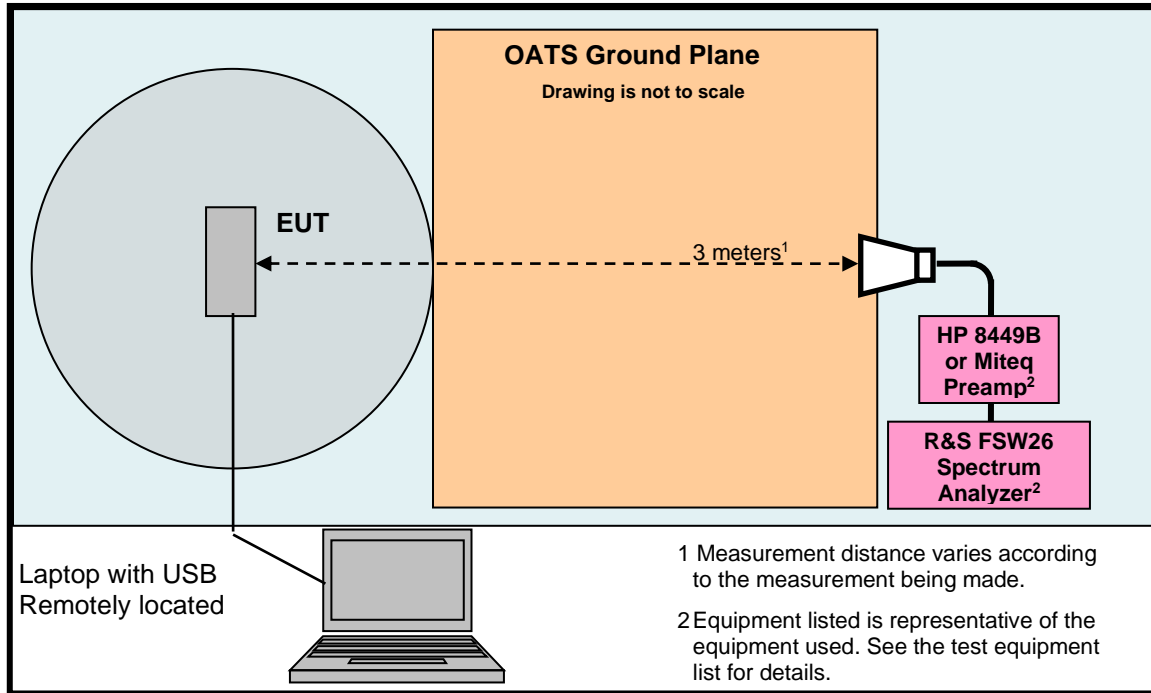 OATS Ground Plane
Drawing is not to scale
EUT
3 meters1
HP 8449B
or Miteq
Preamp2
R&S FSW26
Spectrum
Analyzer2
Laptop with USB
Remotely located
1 Measurement distance varies according
to the measurement being made.
2 Equipment listed is representative of the
equipment used. See the test equipment
list for details.